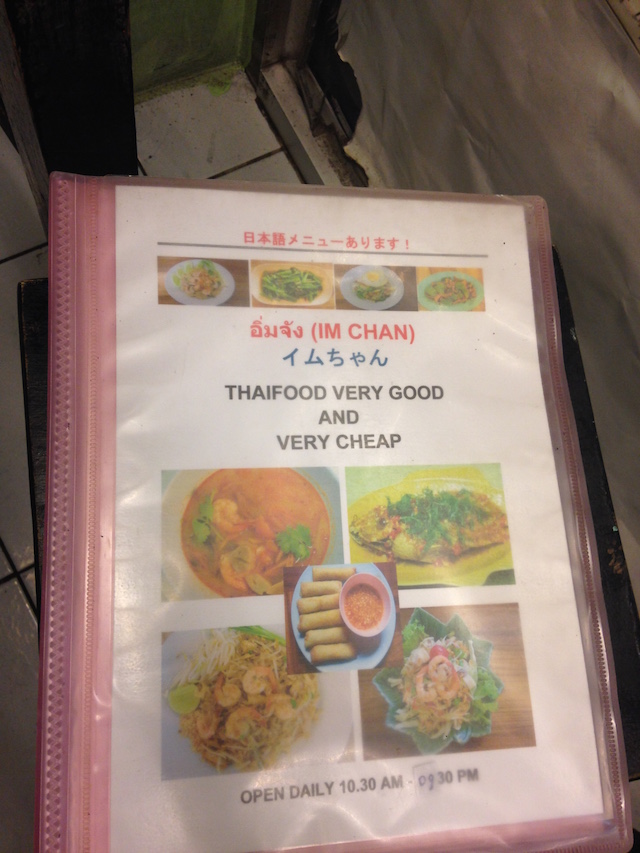 日本語メニューあります！
อิ่มจัง (IM CHAN)
イムちゃん
THAIFOOD VERY GOOD
AND
VERY CHEAP
OPEN DAILY 10.30 AM - 09 30 PM